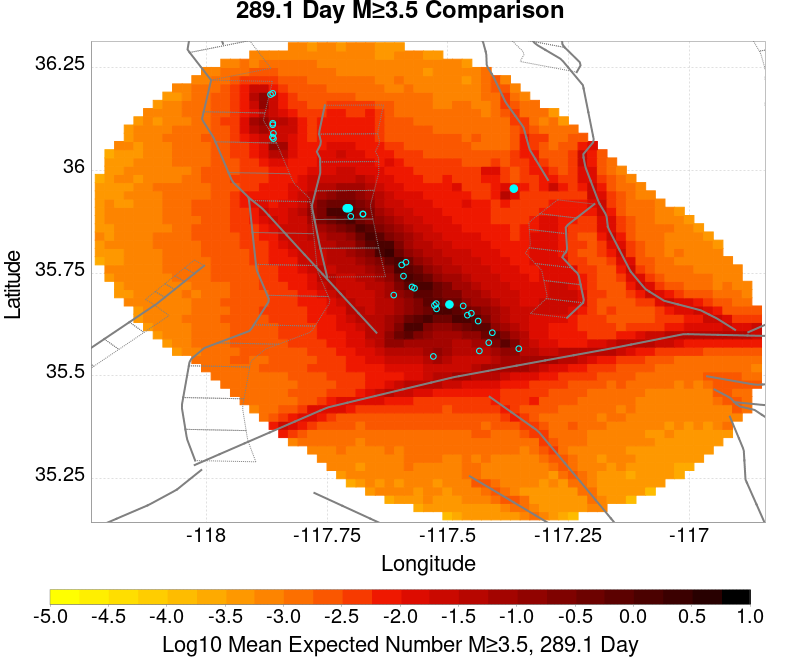 289.1 Day M≥3.5 Comparison
36.25
36
35.75
35.5
35.25
Latitude
-118 -117.75 -117.5 -117.25 -117
Longitude
-5.0 -4.5 -4.0 -3.5 -3.0 -2.5 -2.0 -1.5 -1.0 -0.5 0.0 0.5 1.0
Log10 Mean Expected Number M≥3.5, 289.1 Day